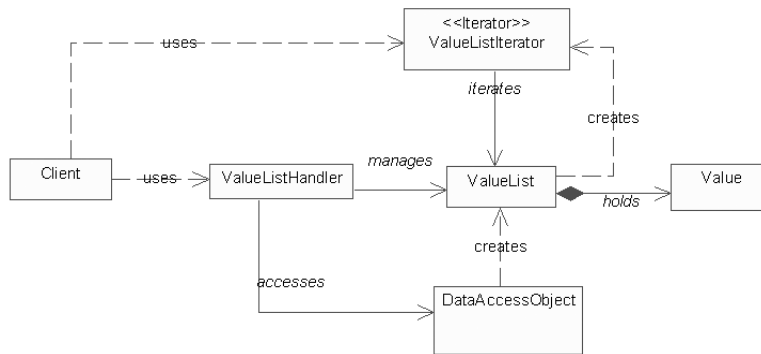 <<Iterator>>
ValueListIterator
uses
iterates
creates
Client
uses
ValueListHandler
manages
ValueList
holds
Value
creates
accesses
DataAccessObject